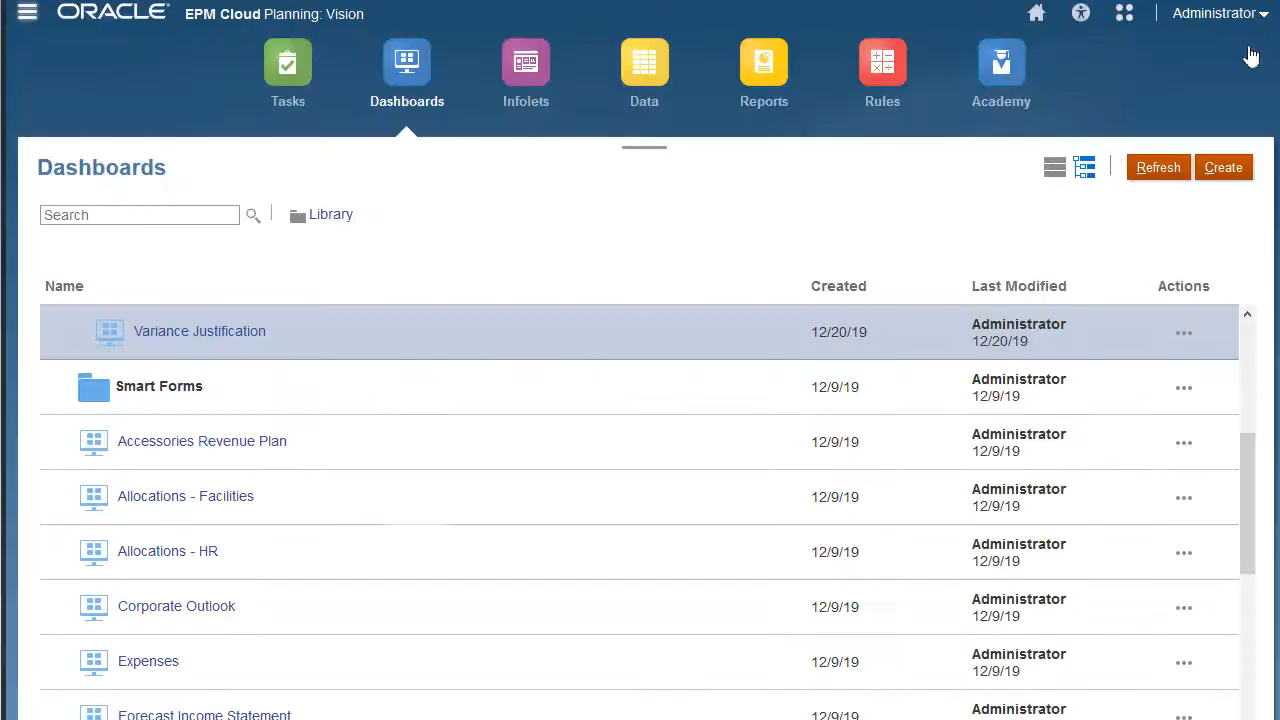 ORACLE® EPM Cloud Planning: Vision Administrator
Tasks Dashboards Infolets Data Reports Rules Academy
Dashboards
Refresh Create
Search Library
Name Created Last Modified Actions
Variance Justification 12/20/19 Administrator
12/20/19
Smart Forms 12/9/19 Administrator
12/9/19
Accessories Revenue Plan 12/9/19 Administrator
12/9/19
Allocations - Facilities 12/9/19 Administrator
12/9/19
Allocations - HR 12/9/19 Administrator
12/9/19
Corporate Outlook 12/9/19 Administrator
12/9/19
Expenses 12/9/19 Administrator
12/9/19
Forecast Income Statement 12/9/19 Administrator